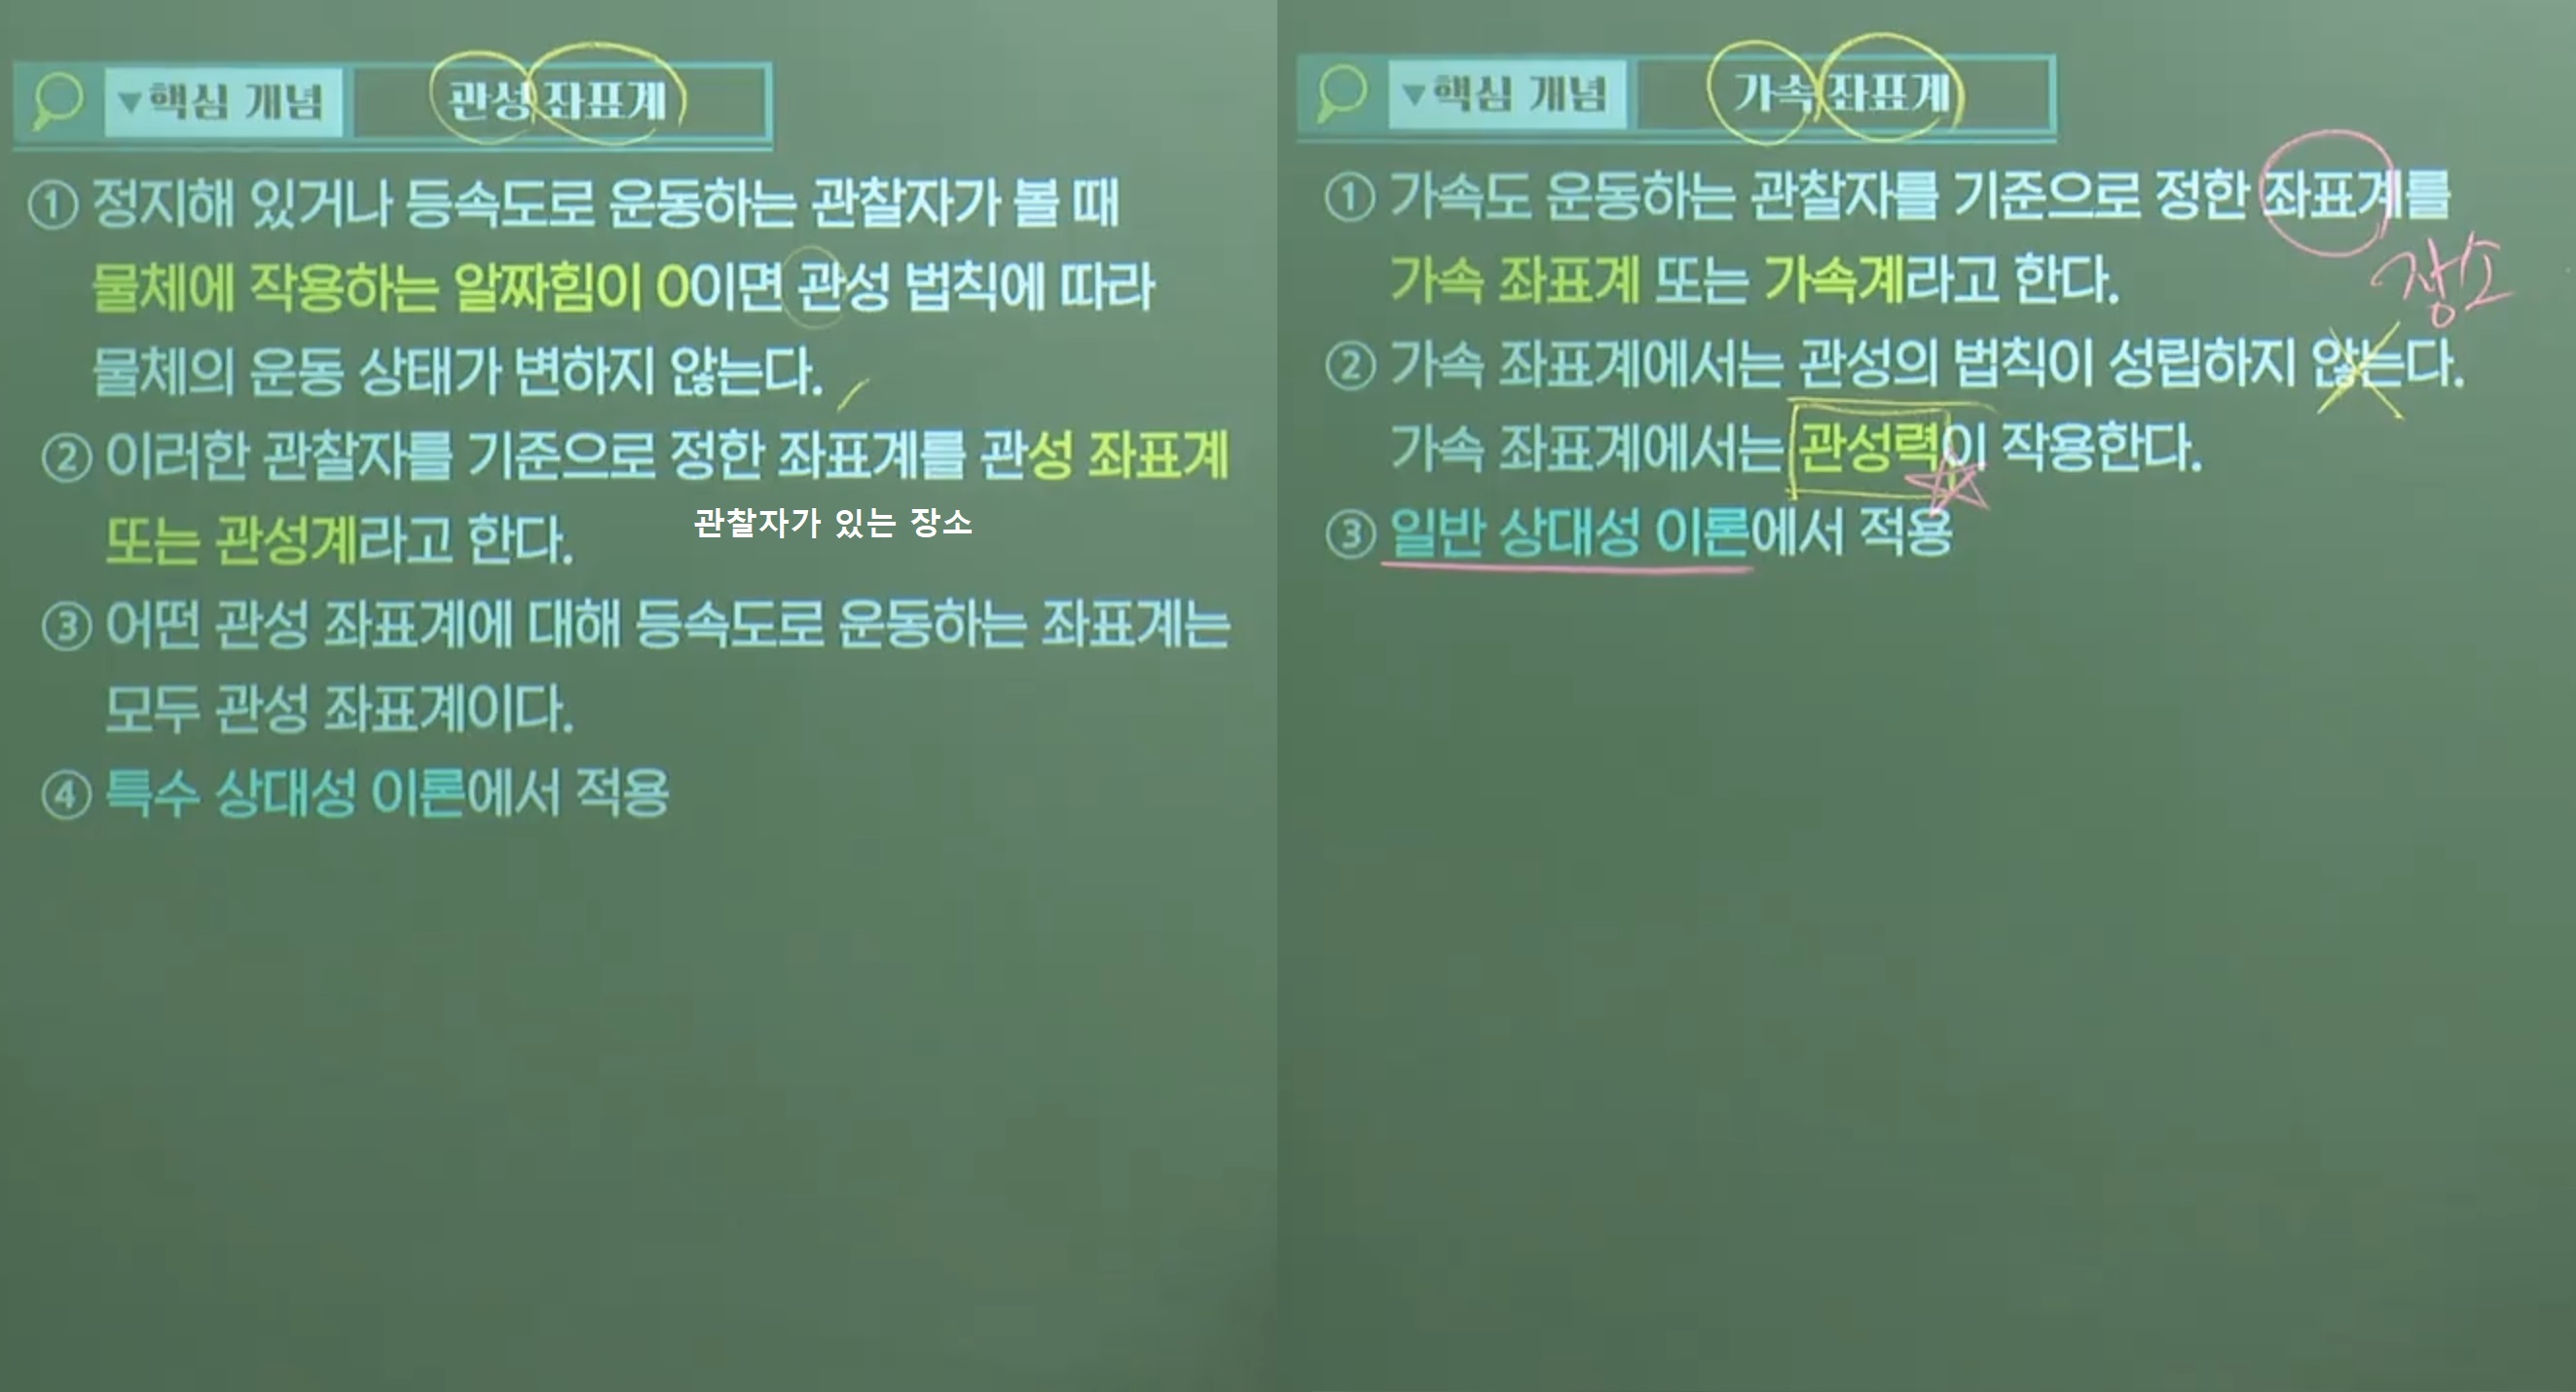 ▼핵심 개념 관성 좌표계
① 정지해 있거나 등속도로 운동하는 관찰자가 볼 때
물체에 작용하는 알짜힘이 0이면 관성 법칙에 따라
물체의 운동 상태가 변하지 않는다.
② 이러한 관찰자를 기준으로 정한 좌표계를 관성 좌표계
또는 관성계라고 한다.
관찰자가 있는 장소
③ 어떤 관성 좌표계에 대해 등속도로 운동하는 좌표계는
모두 관성 좌표계이다.
④ 특수 상대성 이론에서 적용
▼핵심 개념 가속 좌표계
① 가속도 운동하는 관찰자를 기준으로 정한 좌표계를
장소
가속 좌표계 또는 가속계라고 한다.
② 가속 좌표계에서는 관성의 법칙이 성립하지 않는다.
가속 좌표계에서는 관성력이 작용한다.
③ 일반 상대성 이론에서 적용